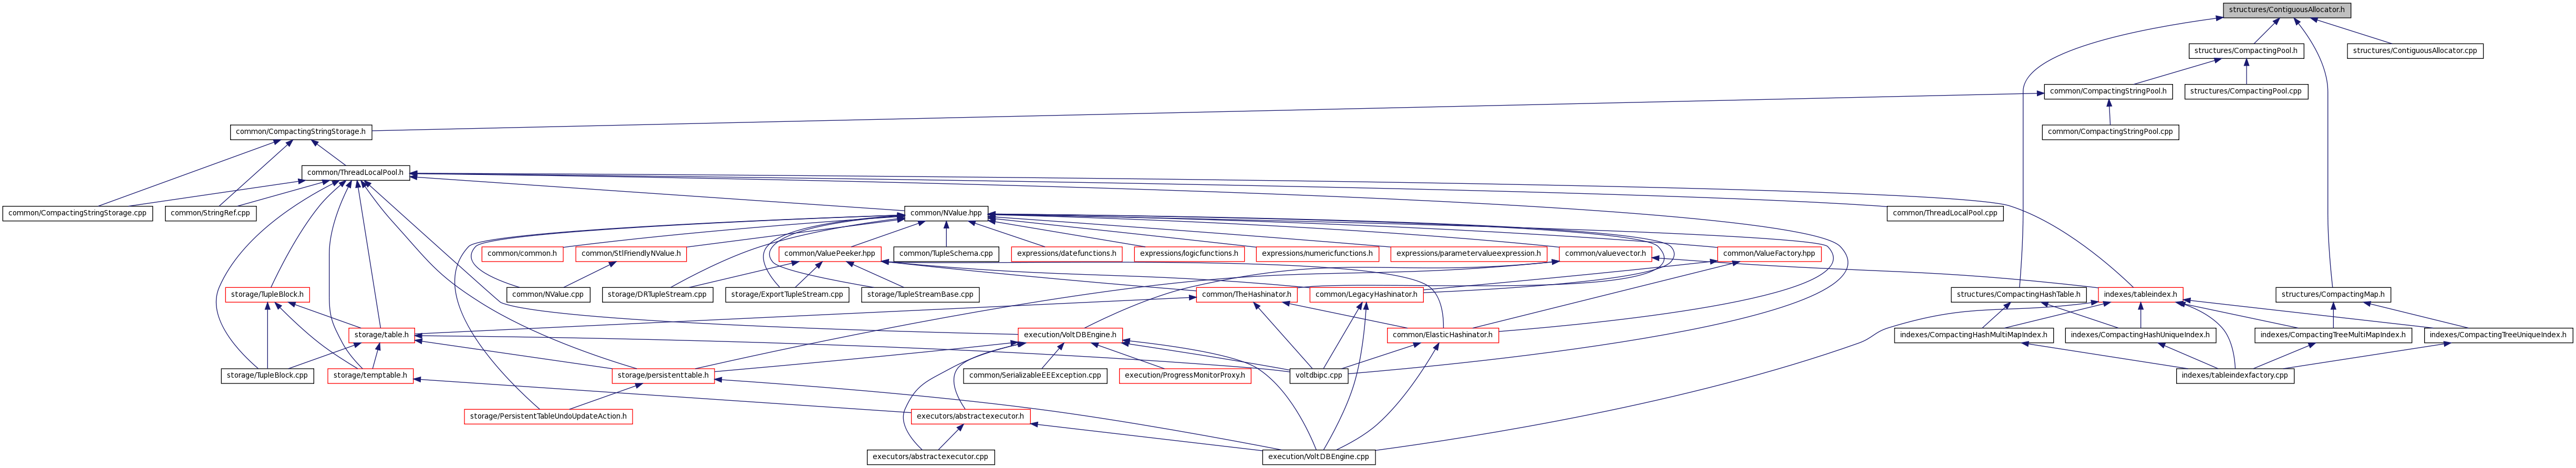 structures/ContiguousAllocator.h
structures/CompactingPool.h
structures/ContiguousAllocator.cpp
common/CompactingStringPool.h
structures/CompactingPool.cpp
common/CompactingStringStorage.h
common/CompactingStringPool.cpp
common/ThreadLocalPool.h
common/CompactingStringStorage.cpp
common/StringRef.cpp
common/NValue.hpp
common/ThreadLocalPool.cpp
common/common.h
common/StlFriendlyNValue.h
common/ValuePeeker.hpp
common/TupleSchema.cpp
expressions/datefunctions.h
expressions/logicfunctions.h
expressions/numericfunctions.h
expressions/parametervalueexpression.h
common/valuevector.h
common/ValueFactory.hpp
storage/TupleBlock.h
common/NValue.cpp
storage/DRTupleStream.cpp
storage/ExportTupleStream.cpp
storage/TupleStreamBase.cpp
common/TheHashinator.h
common/LegacyHashinator.h
structures/CompactingHashTable.h
indexes/tableindex.h
structures/CompactingMap.h
storage/table.h
execution/VoltDBEngine.h
common/ElasticHashinator.h
indexes/CompactingHashMultiMapIndex.h
indexes/CompactingHashUniqueIndex.h
indexes/CompactingTreeMultiMapIndex.h
indexes/CompactingTreeUniqueIndex.h
storage/TupleBlock.cpp
storage/temptable.h
storage/persistenttable.h
common/SerializableEEException.cpp
execution/ProgressMonitorProxy.h
voltdbipc.cpp
indexes/tableindexfactory.cpp
storage/PersistentTableUndoUpdateAction.h
executors/abstractexecutor.h
executors/abstractexecutor.cpp
execution/VoltDBEngine.cpp